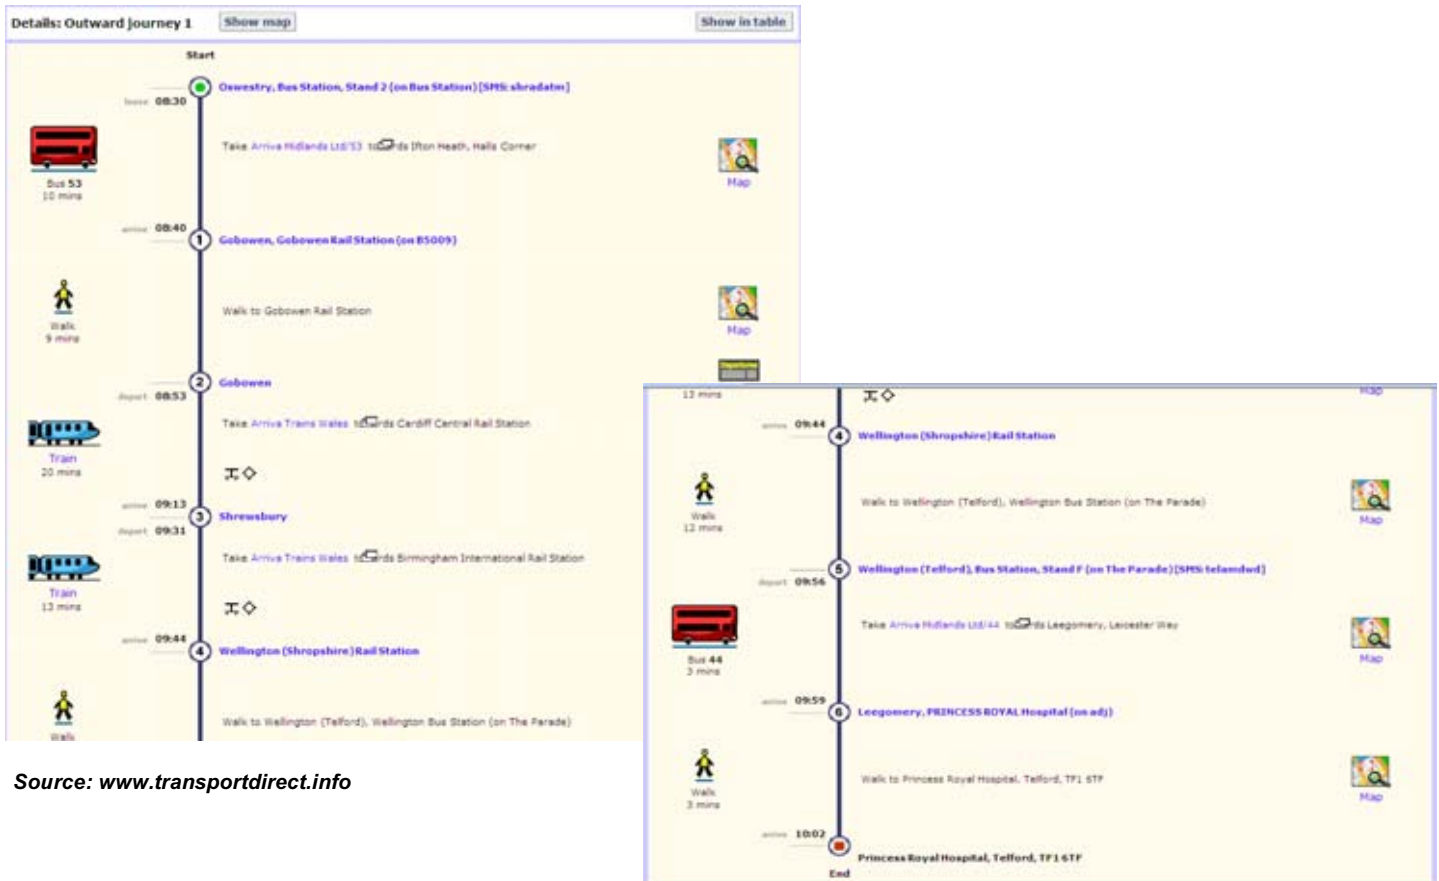 Details: Outward journey 1
Show map
Show in table
Start
Oswestry, Bus Station, Stand 2 (on Bus Station) [SMS: shradatm]
leave 08:30
Take Arriva Midlands Ltd/53 towards Ifton Heath, Halls Corner
Bus 53
10 mins
Map
arrive 08:40
1
Gobowen, Gobowen Rail Station (on B5009)
Walk to Gobowen Rail Station
Walk
9 mins
Map
2
Gobowen
depart 08:53
Take Arriva Trains Wales towards Cardiff Central Rail Station
Train
20 mins
arrive 09:13
3
Shrewsbury
depart 09:31
Take Arriva Trains Wales towards Birmingham International Rail Station
Train
13 mins
arrive 09:44
4
Wellington (Shropshire) Rail Station
Walk to Wellington (Telford), Wellington Bus Station (on The Parade)
Walk
13 mins
Map
arrive 09:44
4
Wellington (Shropshire) Rail Station
Walk to Wellington (Telford), Wellington Bus Station (on The Parade)
Walk
12 mins
Map
5
Wellington (Telford), Bus Station, Stand F (on The Parade) [SMS: telamdwd]
depart 09:56
Take Arriva Midlands Ltd/44 towards Leegomery, Leicester Way
Bus 44
3 mins
Map
arrive 09:59
6
Leegomery, PRINCESS ROYAL Hospital (on adj)
Walk to Princess Royal Hospital, Telford, TF1 6TF
Walk
3 mins
Map
arrive 10:02
Princess Royal Hospital, Telford, TF1 6TF
End
Source: www.transportdirect.info